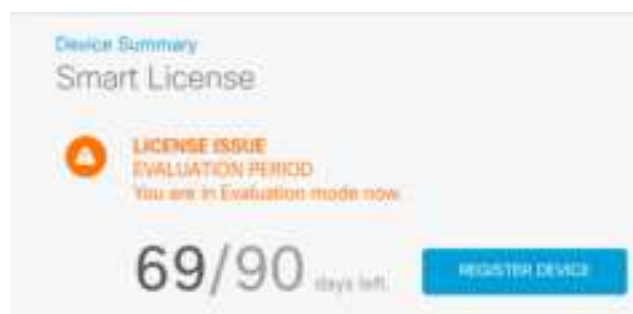 Device Summary
Smart License
LICENSE ISSUE
EVALUATION PERIOD
You are in Evaluation mode now.
69/90 days left.
REGISTER DEVICE